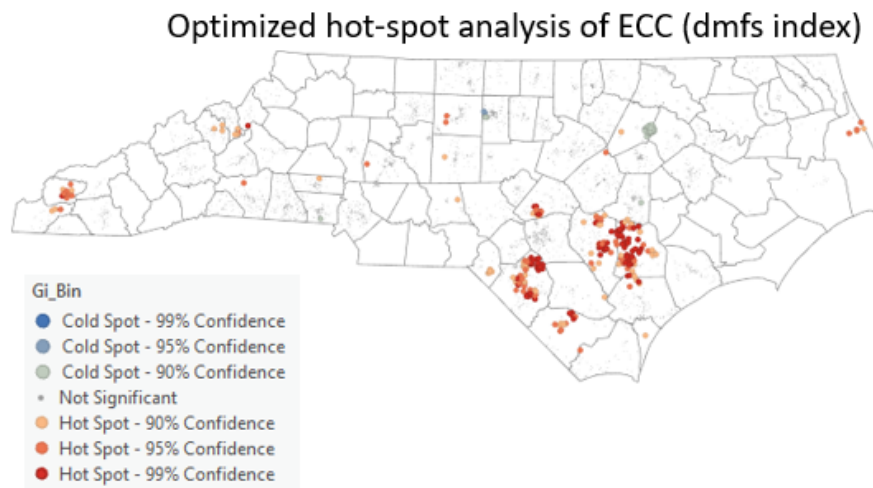 Optimized hot-spot analysis of ECC (dmfs index)
Gi_Bin
Cold Spot - 99% Confidence
Cold Spot - 95% Confidence
Cold Spot - 90% Confidence
Not Significant
Hot Spot - 90% Confidence
Hot Spot - 95% Confidence
Hot Spot - 99% Confidence